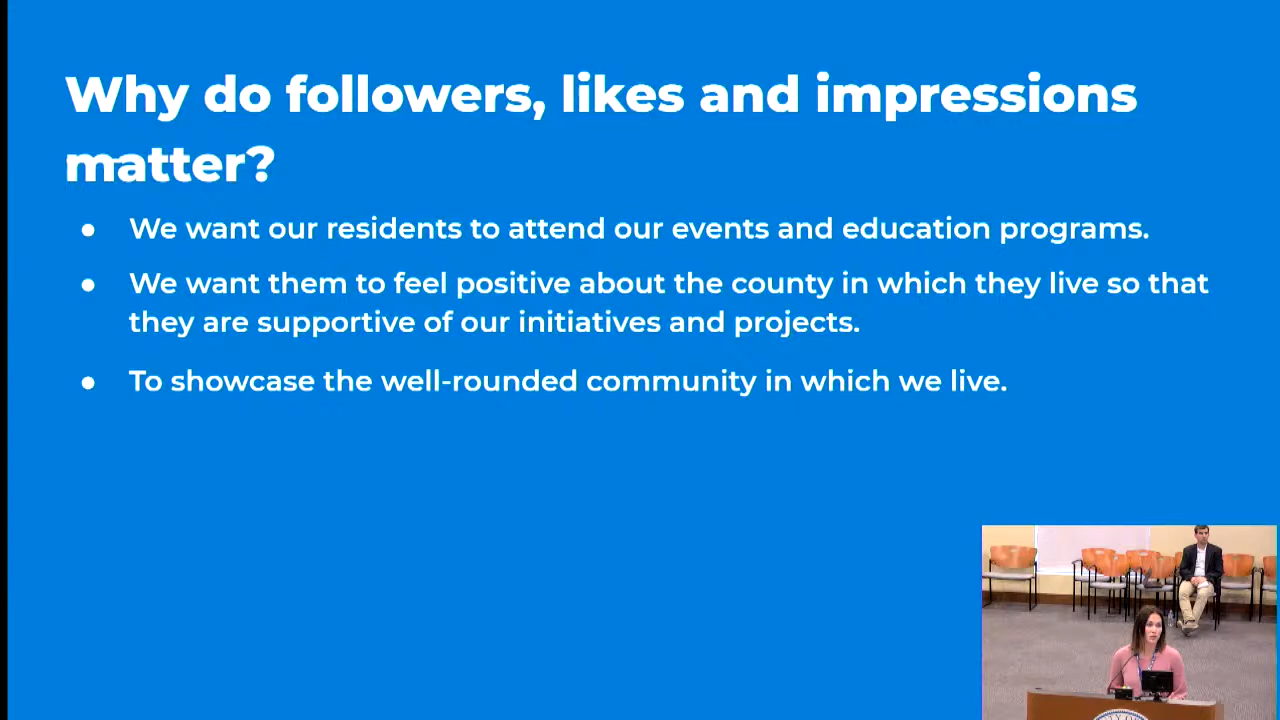 Why do followers, likes and impressions
matter?
● We want our residents to attend our events and education programs.
● We want them to feel positive about the county in which they live so that
they are supportive of our initiatives and projects.
● To showcase the well-rounded community in which we live.